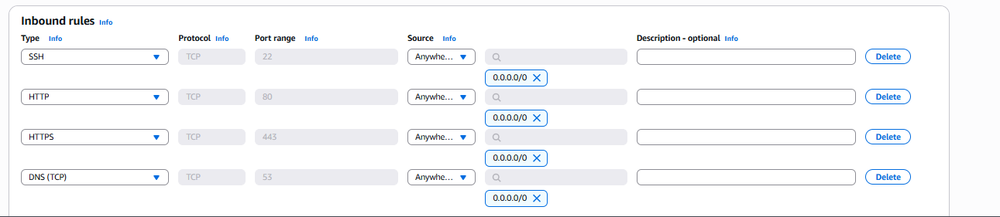 Inbound rules Info
Type Info Protocol Info Port range Info Source Info Description - optional Info
SSH TCP 22 Anywhe... Delete
0.0.0.0/0
HTTP TCP 80 Anywhe... Delete
0.0.0.0/0
HTTPS TCP 443 Anywhe... Delete
0.0.0.0/0
DNS (TCP) TCP 53 Anywhe... Delete
0.0.0.0/0